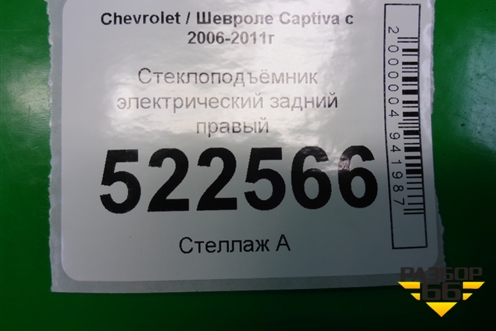 Chevrolet / Шевроле Captiva с
2006-2011г
Стеклоподъёмник
электрический задний
правый
522566
Стеллаж А
2000004941987
РАЗБОР
66